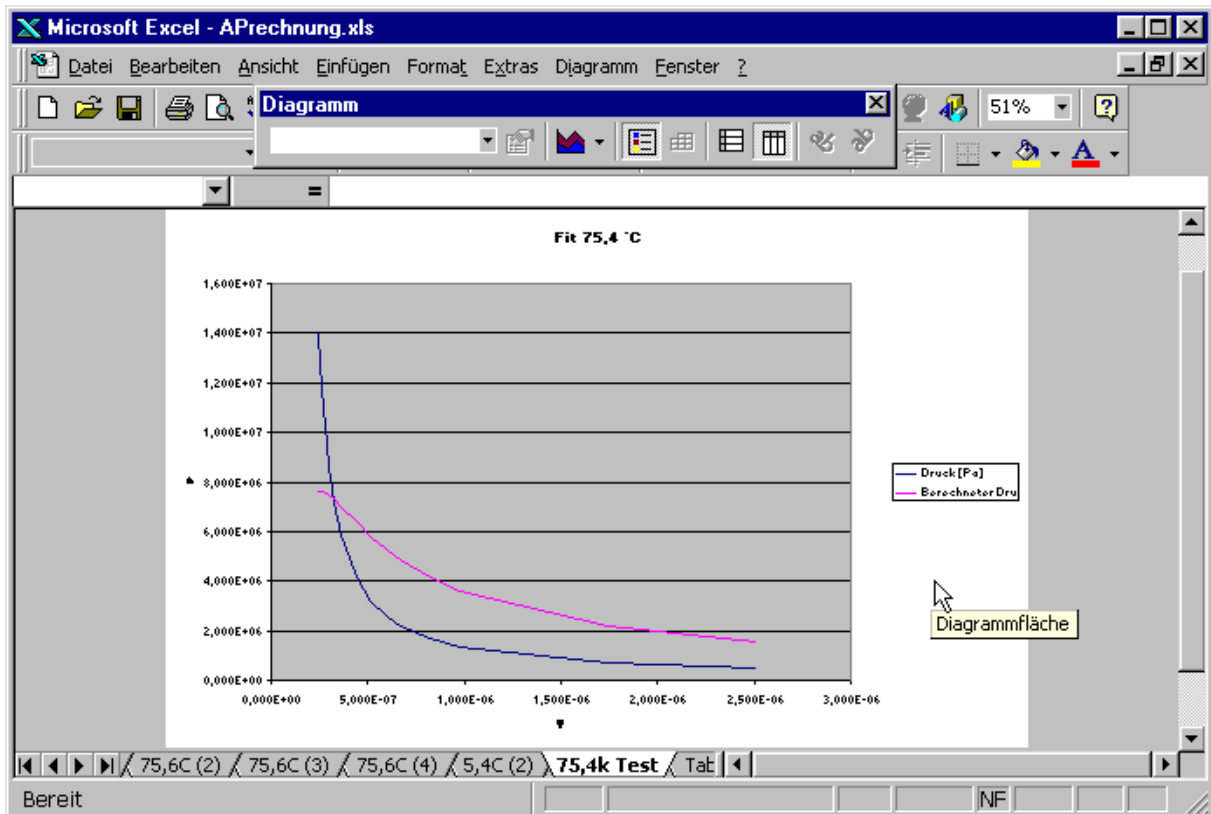 Microsoft Excel - APrechnung.xls
Datei Bearbeiten Ansicht Einfügen Format Extras Diagramm Fenster ?
Diagramm
51%
=
Fit 75,4 °C
1,600E+07
1,400E+07
1,200E+07
1,000E+07
8,000E+06
6,000E+06
4,000E+06
2,000E+06
0,000E+00
0,000E+00 5,000E-07 1,000E-06 1,500E-06 2,000E-06 2,500E-06 3,000E-06
Druck[Pa]
Berechneter Dru
Diagrammfläche
75,6C (2) 75,6C (3) 75,6C (4) 5,4C (2) 75,4k Test Tab
Bereit NF